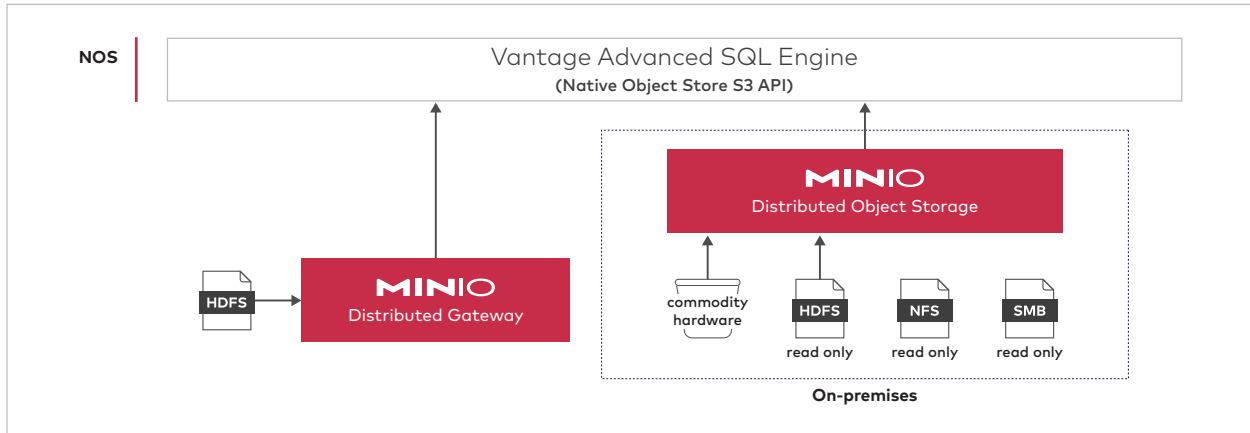 NOS
Vantage Advanced SQL Engine
(Native Object Store S3 API)
MINIO
Distributed Object Storage
HDFS
MINIO
Distributed Gateway
commodity
hardware
HDFS
read only
NFS
read only
SMB
read only
On-premises